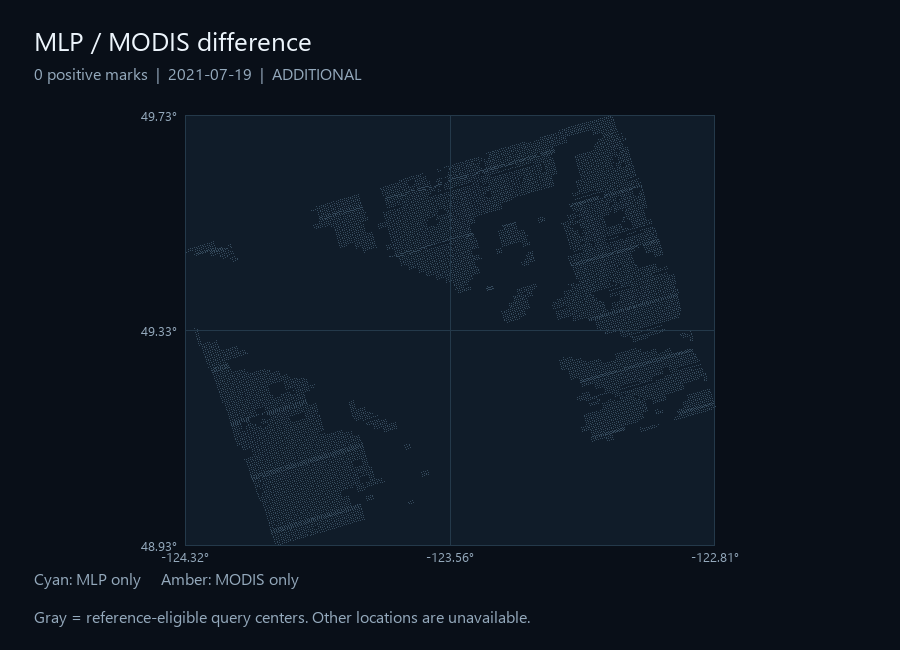 MLP / MODIS difference
0 positive marks | 2021-07-19 | ADDITIONAL
49.73°
49.33°
48.93°
-124.32°
-123.56°
-122.81°
Cyan: MLP only
Amber: MODIS only
Gray = reference-eligible query centers. Other locations are unavailable.